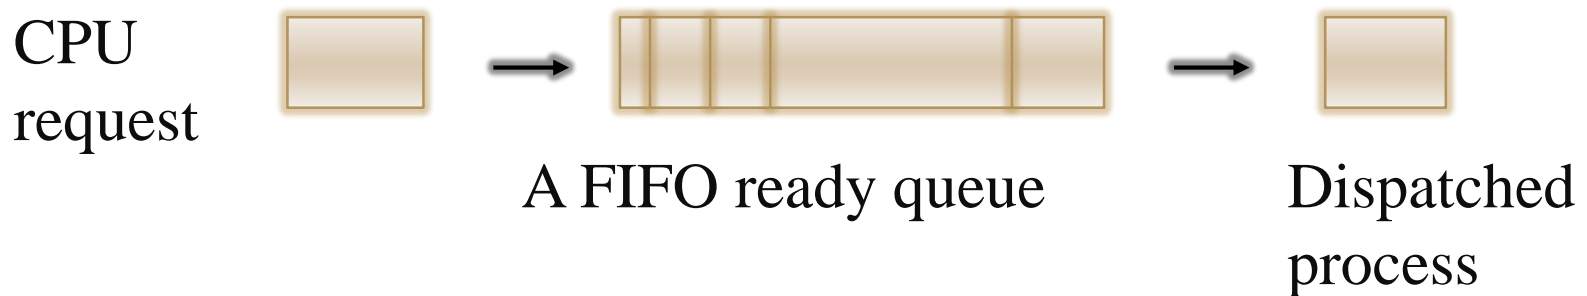 CPU
request
A FIFO ready queue
Dispatched
process